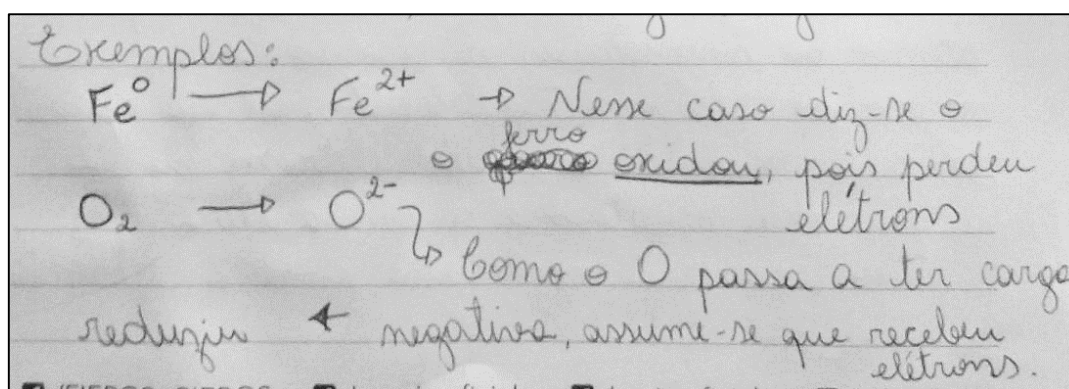 Exemplos:
Fe⁰ → Fe²⁺ → Nesse caso diz-se o
o ferro oxidou, pois perdeu
elétrons
O₂ → O²⁻
↳ Como o O passa a ter carga
negativa, assume-se que recebeu
elétrons.
← reduziu